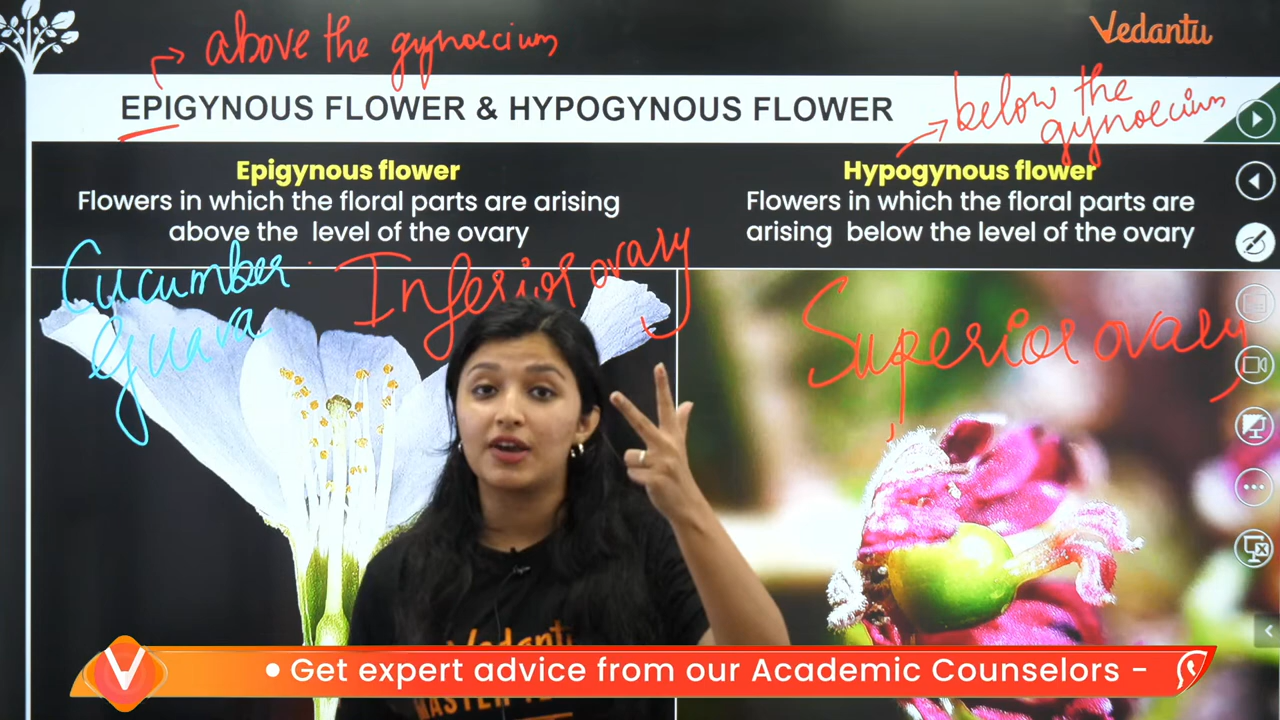 above the gynoecium
Vedantu
EPIGYNOUS FLOWER & HYPOGYNOUS FLOWER
below the
gynoecium
Epigynous flower
Flowers in which the floral parts are arising
above the level of the ovary
Hypogynous flower
Flowers in which the floral parts are
arising below the level of the ovary
Cucumber
Guava
Inferior ovary
Superior ovary
Vedantu
MASTER
V
• Get expert advice from our Academic Counselors -